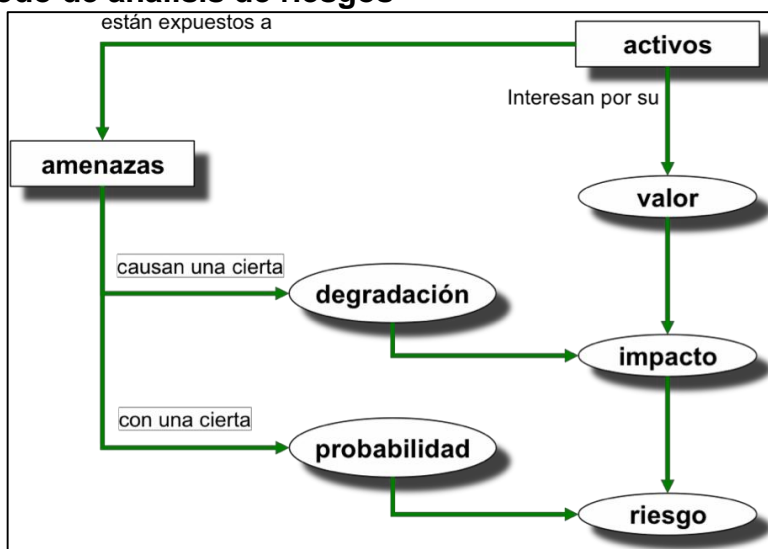 de análisis de riesgos
están expuestos a
activos
Interesan por su
amenazas
valor
causan una cierta
degradación
impacto
con una cierta
probabilidad
riesgo